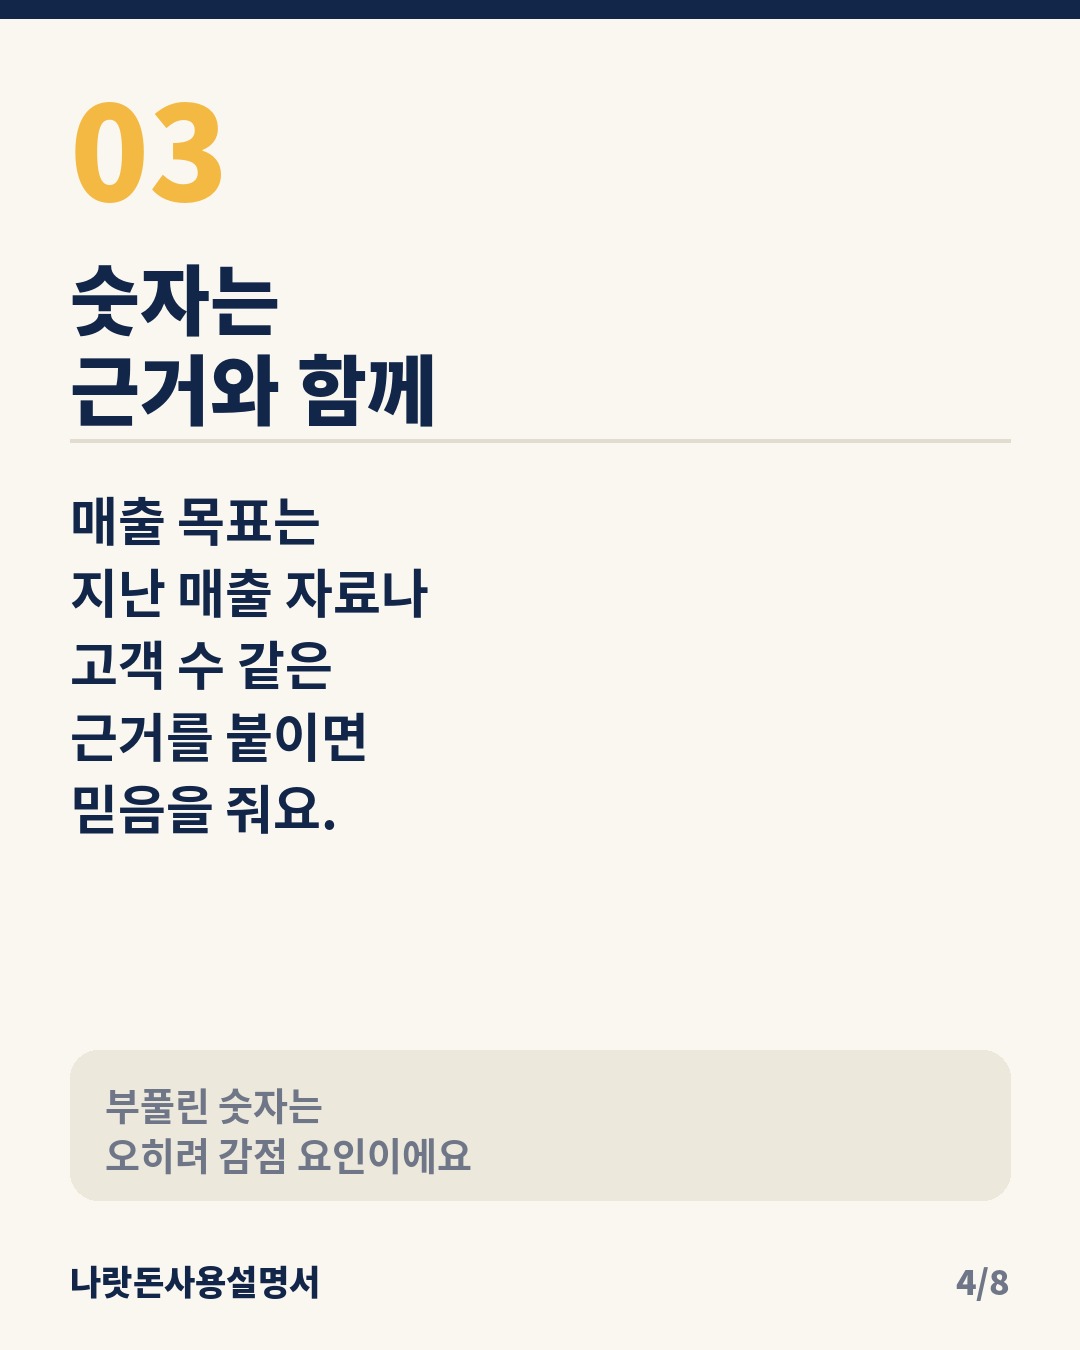 03
숫자는
근거와 함께
매출 목표는
지난 매출 자료나
고객 수 같은
근거를 붙이면
믿음을 줘요.
부풀린 숫자는
오히려 감점 요인이에요
나랏돈사용설명서
4/8